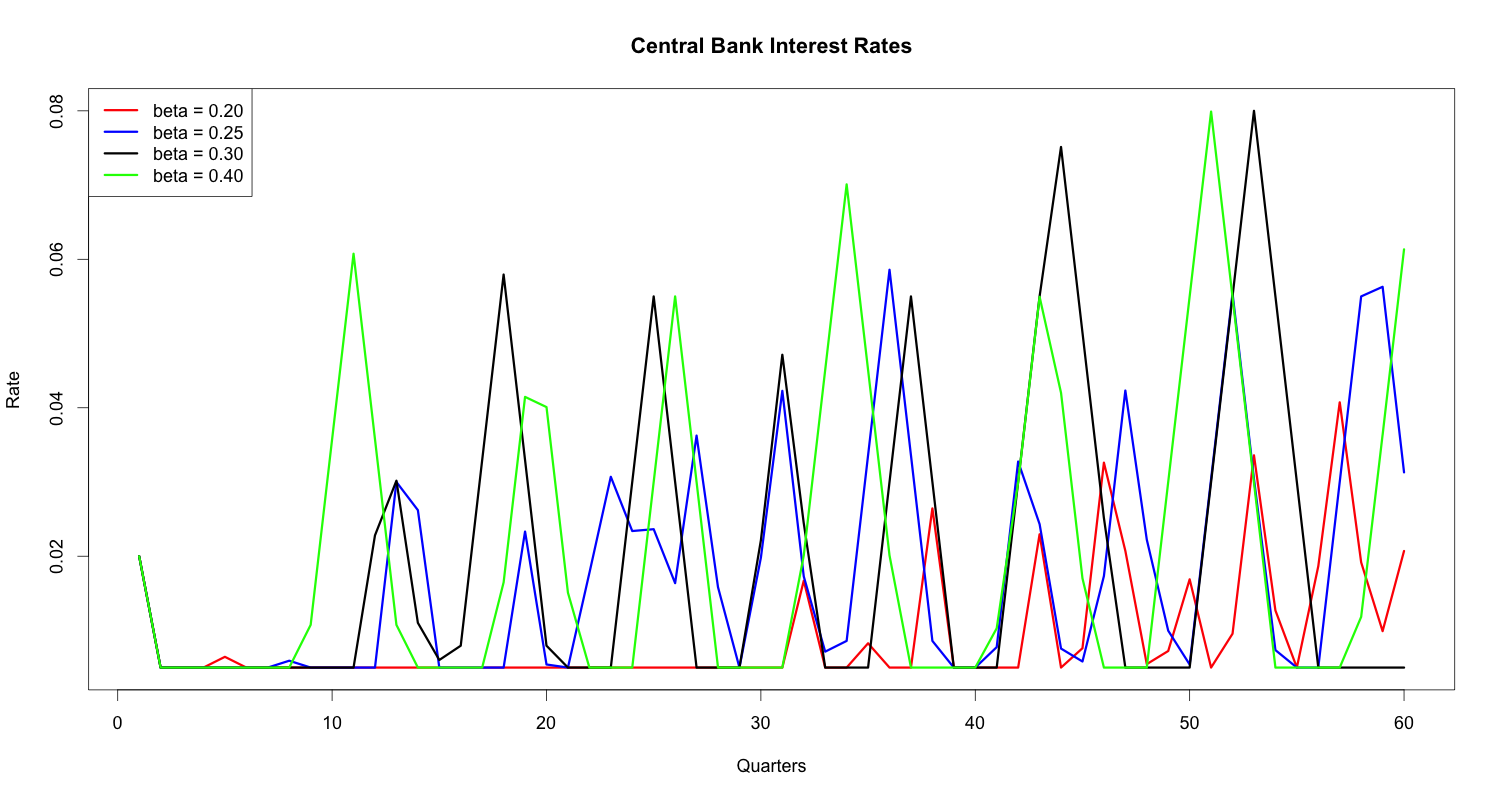 Central Bank Interest Rates
beta = 0.20
beta = 0.25
beta = 0.30
beta = 0.40
Rate
0.08
0.06
0.04
0.02
0 10 20 30 40 50 60
Quarters